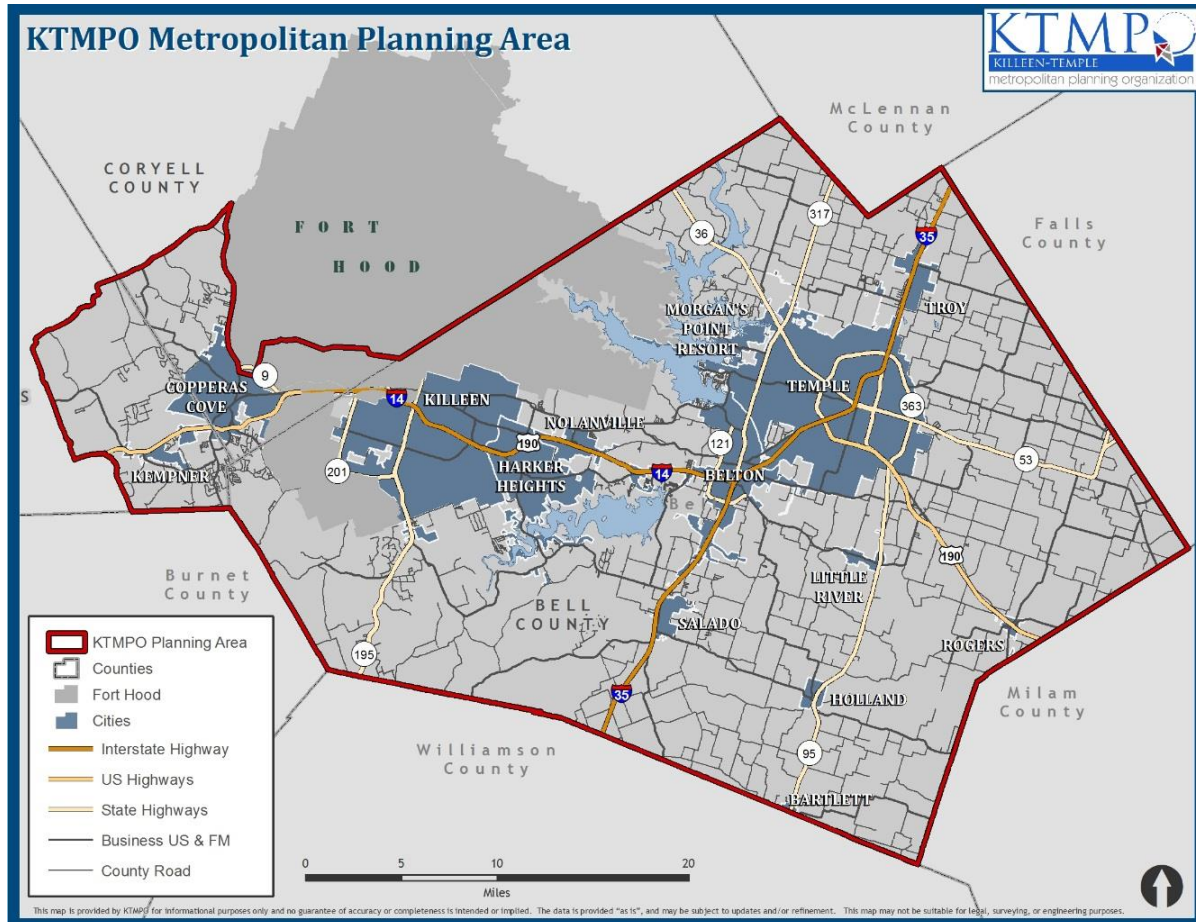 KTMPO Metropolitan Planning Area
KTMPO
KILLEEN-TEMPLE
metropolitan planning organization
McLennan
County
CORYELL
COUNTY
FORT
HOOD
Falls
County
317
36
35
TROY
MORGAN'S
POINT
RESORT
9
COPPERAS
COVE
14
KILLEEN
TEMPLE
363
NOLANVILLE
190
121
53
201
HARKER
HEIGHTS
14
BELTON
KEMPNER
S
Bel
190
Burnet
County
LITTLE
RIVER
BELL
COUNTY
SALADO
ROGERS
195
35
HOLLAND
Milam
County
Williamson
County
95
BARTLETT
KTMPO Planning Area
Counties
Fort Hood
Cities
Interstate Highway
US Highways
State Highways
Business US & FM
County Road
0 5 10 20
Miles
This map is provided by KTMPO for informational purposes only and no guarantee of accuracy or completeness is intended or implied. The data is provided "as is", and may be subject to updates and/or refinement. This map may not be suitable for legal, surveying, or engineering purposes.